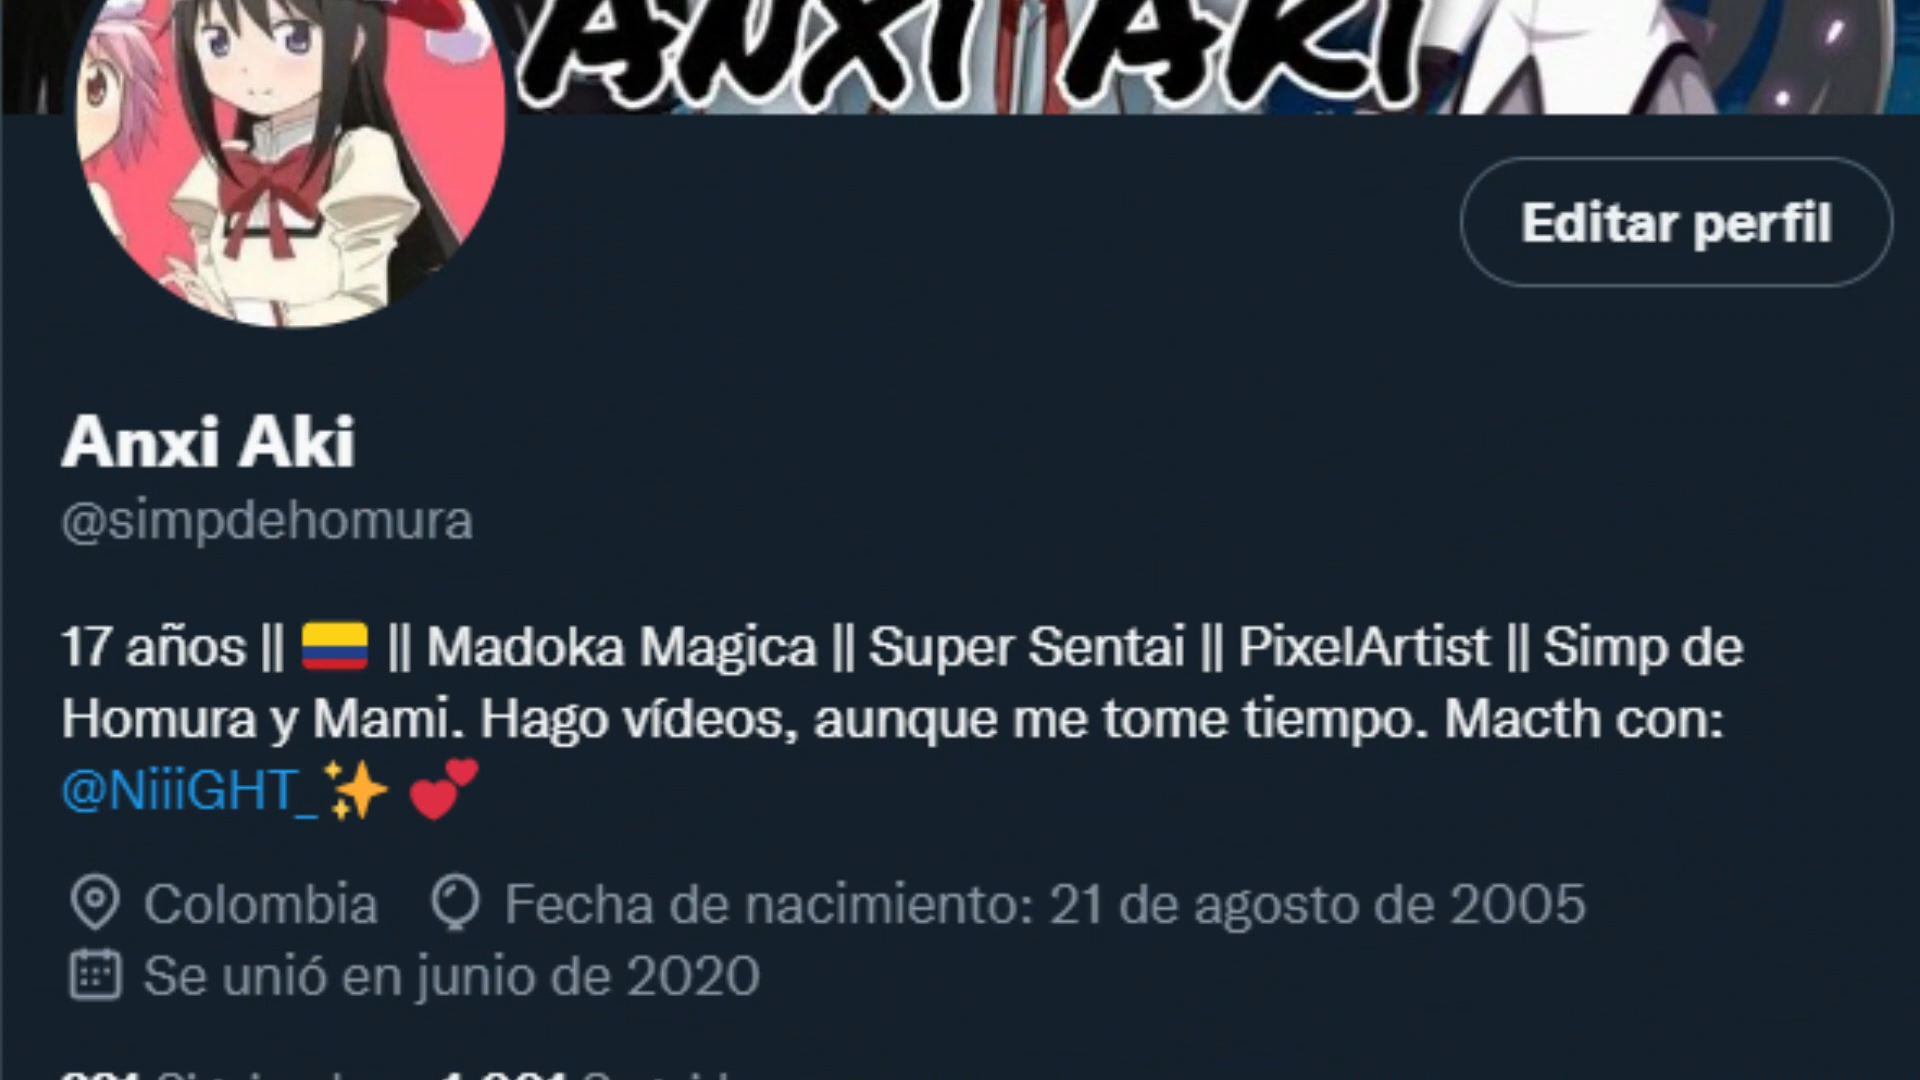 ANXI AKI
Editar perfil
Anxi Aki
@simpdehomura
17 años || 🇨🇴 || Madoka Magica || Super Sentai || PixelArtist || Simp de
Homura y Mami. Hago vídeos, aunque me tome tiempo. Macth con:
@NiiiGHT_✨ 💕
Colombia Fecha de nacimiento: 21 de agosto de 2005
Se unió en junio de 2020